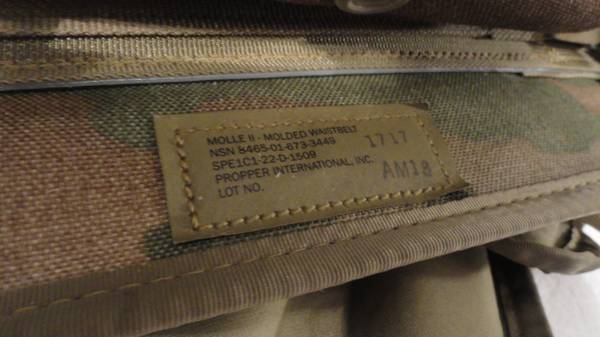 MOLLE II - MOLDED WAISTBELT
NSN 8465-01-673-3449
SPE1C1-22-D-1509
PROPPER INTERNATIONAL, INC.
LOT NO.
1717
AM18